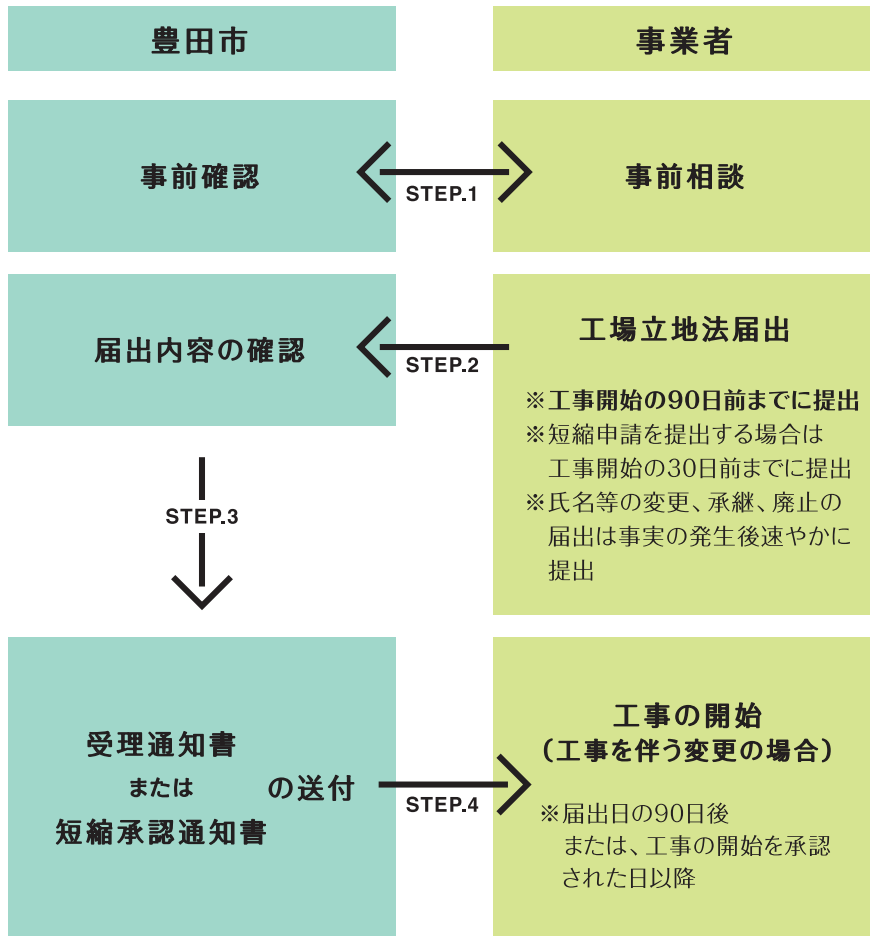 豊田市
事業者
事前確認
STEP.1
事前相談
届出内容の確認
STEP.2
工場立地法届出
※工事開始の90日前までに提出
※短縮申請を提出する場合は
工事開始の30日前までに提出
※氏名等の変更、承継、廃止の
届出は事実の発生後速やかに
提出
STEP.3
受理通知書
または
短縮承認通知書
の送付
STEP.4
工事の開始
（工事を伴う変更の場合）
※届出日の90日後
または、工事の開始を承認
された日以降